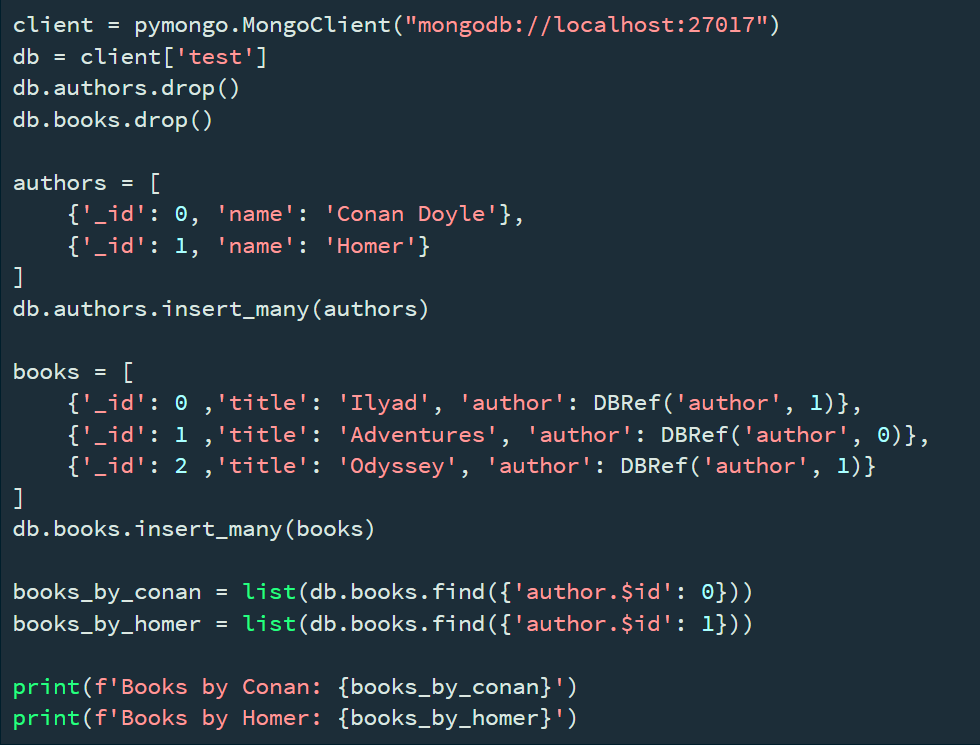 client = pymongo.MongoClient("mongodb://localhost:27017")
db = client['test']
db.authors.drop()
db.books.drop()

authors = [
    {'_id': 0, 'name': 'Conan Doyle'},
    {'_id': 1, 'name': 'Homer'}
]
db.authors.insert_many(authors)

books = [
    {'_id': 0 ,'title': 'Ilyad', 'author': DBRef('author', 1)},
    {'_id': 1 ,'title': 'Adventures', 'author': DBRef('author', 0)},
    {'_id': 2 ,'title': 'Odyssey', 'author': DBRef('author', 1)}
]
db.books.insert_many(books)

books_by_conan = list(db.books.find({'author.$id': 0}))
books_by_homer = list(db.books.find({'author.$id': 1}))

print(f'Books by Conan: {books_by_conan}')
print(f'Books by Homer: {books_by_homer}')